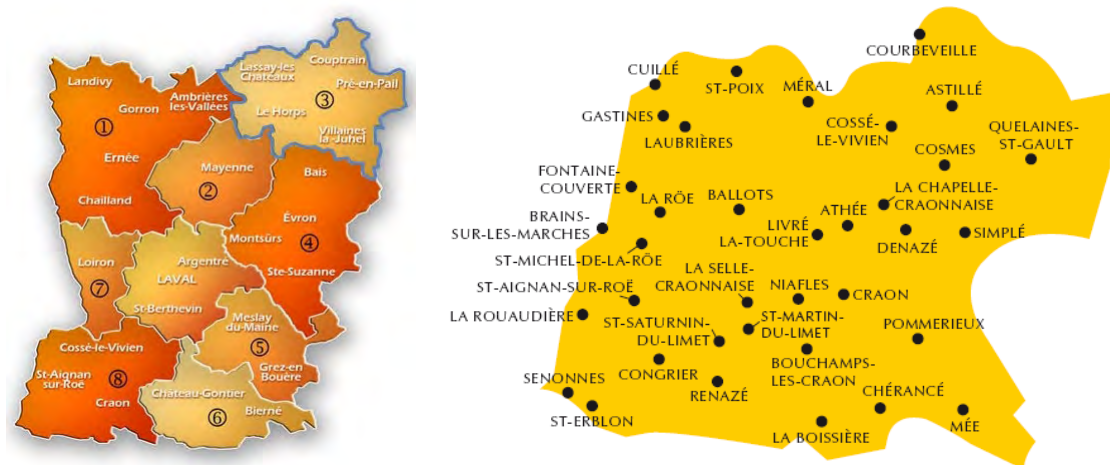 Landivy
Gorron
Ambrières
les-Vallées
①
Ernée
Chailland
Lassay-les
Chateaux
Couptrain
Pré-en-Pail
③
Le Horps
Villaines
la-Juhel
Mayenne
②
Bais
Évron
Montsûrs
④
Ste-Suzanne
Loiron
⑦
Argentré
LAVAL
St-Berthevin
Meslay
du-Maine
⑤
Grez-en
Bouère
Cossé-le-Vivien
St-Aignan
sur-Roë
⑧
Craon
Château-Gontier
⑥
Bierné
COURBEVEILLE
CUILLÉ
ST-POIX
MÉRAL
ASTILLÉ
GASTINES
LAUBRIÈRES
COSSÉ-
LE-VIVIEN
QUELAINES-
ST-GAULT
COSMES
FONTAINE-
COUVERTE
LA RÖE
BALLOTS
LA CHAPELLE-
CRAONNAISE
BRAINS-
SUR-LES-MARCHES
LIVRÉ
LA-TOUCHE
ATHÉE
DENAZÉ
SIMPLÉ
ST-MICHEL-DE-LA-RÖE
ST-AIGNAN-SUR-ROË
LA SELLE-
CRAONNAISE
NIAFLES
CRAON
LA ROUAUDIÈRE
ST-SATURNIN-
DU-LIMET
ST-MARTIN-
DU-LIMET
POMMERIEUX
CONGRIER
BOUCHAMPS-
LES-CRAON
SENONNES
RENAZÉ
CHÉRANCÉ
ST-ERBLON
LA BOISSIÈRE
MÉE